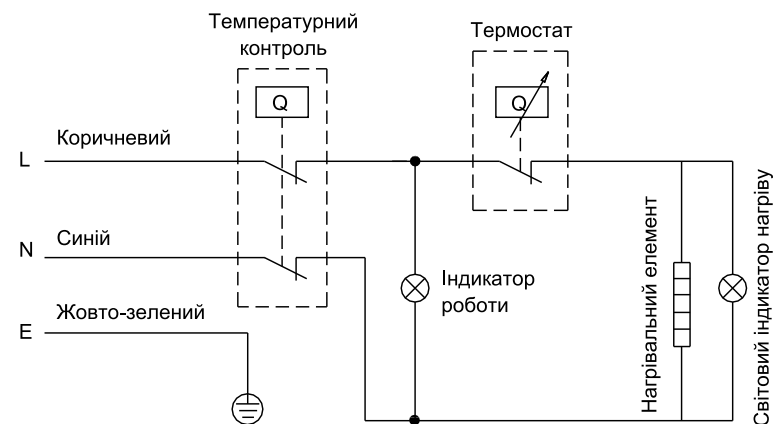 Температурний
контроль
Термостат
Q
Q
Коричневий
L
Синій
N
Жовто-зелений
E
Індикатор
роботи
Нагрівальний елемент
Світовий індикатор нагріву